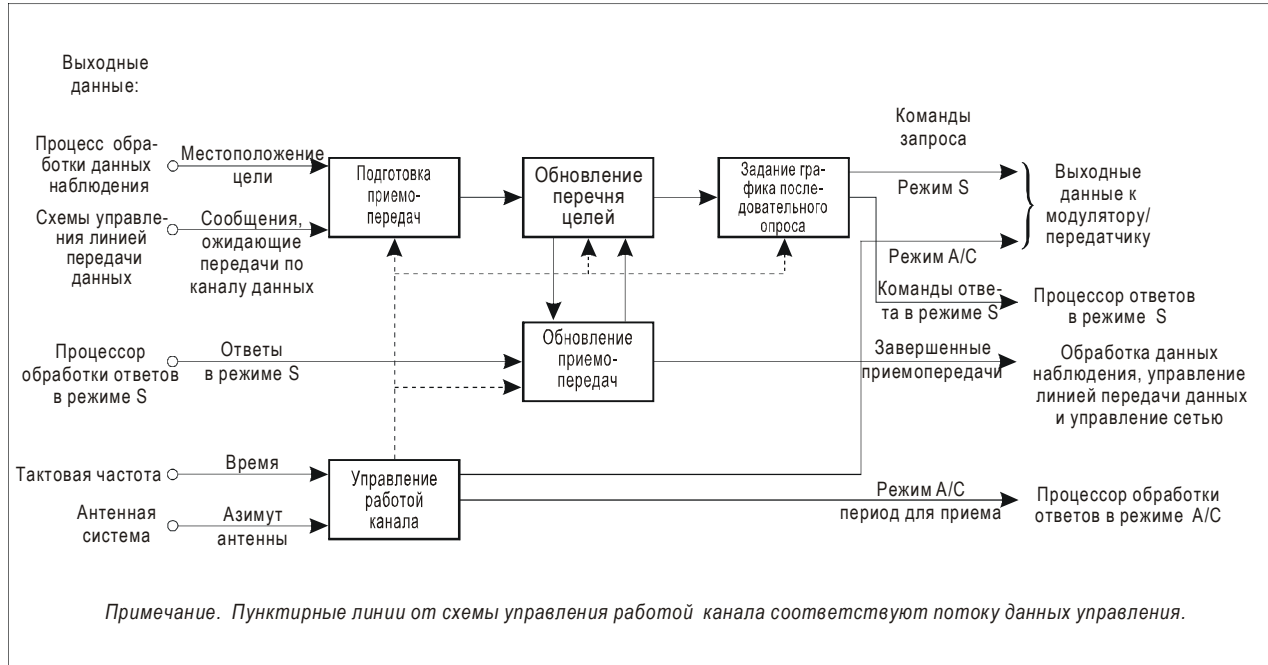 Выходные
данные:
Процесс обра-
ботки данных
наблюдения
Местоположение
цели
Схемы управле-
ния линией
передачи
данных
Сообщения,
ожидающие
передачи по
каналу данных
Подготовка
приемо-
передач
Обновление
перечня
целей
Задание гра-
фика после-
довательного
опроса
Команды
запроса
Режим S
Режим A/C
Выходные
данные к
модулятору/
передатчику
Команды отве-
та в режиме S
Процессор ответов
в режиме S
Процессор
обработки ответов
в режиме S
Ответы
в режиме S
Обновление
приемо-
передач
Завершенные
приемопередачи
Обработка данных
наблюдения, управление
линией передачи данных
и управление сетью
Тактовая частота
Время
Антенная
система
Азимут
антенны
Управление
работой
канала
Режим A/C
период для приема
Процессор обработки
ответов в режиме A/C
Примечание. Пунктирные линии от схемы управления работой канала соответствуют потоку данных управления.